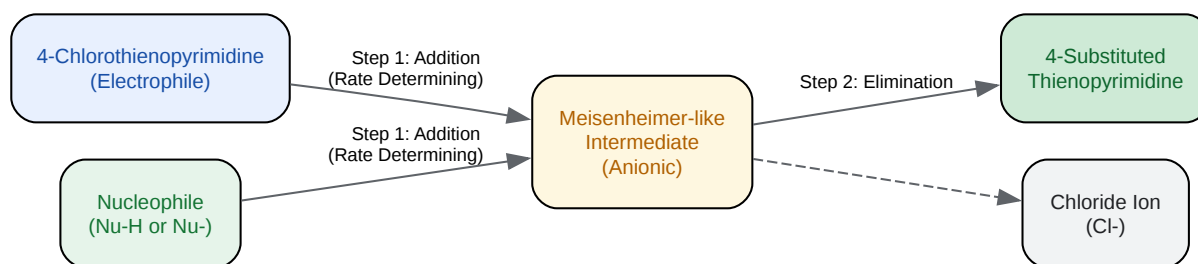 4-Chlorothienopyrimidine
(Electrophile)
Step 1: Addition
(Rate Determining)
Nucleophile
(Nu-H or Nu-)
Step 1: Addition
(Rate Determining)
Meisenheimer-like
Intermediate
(Anionic)
Step 2: Elimination
4-Substituted
Thienopyrimidine
Chloride Ion
(Cl-)